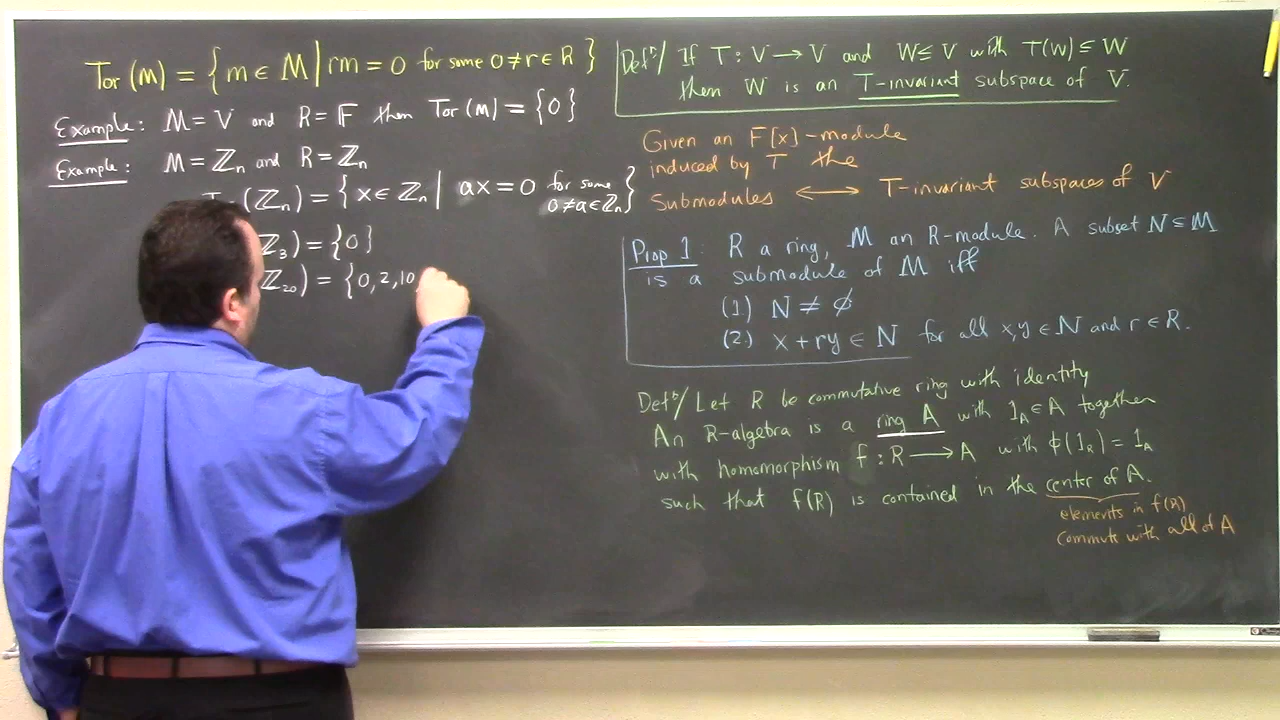 Tor (M) = { m ∈ M | rm = 0 for some 0 ≠ r ∈ R }
Example: M = V and R = F then Tor (M) = {0}
Example: M = ℤn and R = ℤn
(ℤn) = { x ∈ ℤn | ax = 0 for some 0 ≠ a ∈ ℤn }
ℤ3) = {0}
(ℤ20) = {0, 2, 10
Defn/ If T : V → V and W ≤ V with T(W) ⊆ W
then W is an T-invariant subspace of V.
Given an F[x]-module
induced by T the
Submodules ⟷ T-invariant subspaces of V
Prop 1: R a ring, M an R-module. A subset N ⊆ M
is a submodule of M iff
(1.) N ≠ ∅
(2.) x + ry ∈ N for all x, y ∈ N and r ∈ R.
Defn/ Let R be commutative ring with identity
An R-algebra is a ring A with 1A ∈ A together
with homomorphism f : R ⟶ A with ϕ(1R) = 1A
such that f(R) is contained in the center of A.
elements in f(R)
commute with all of A